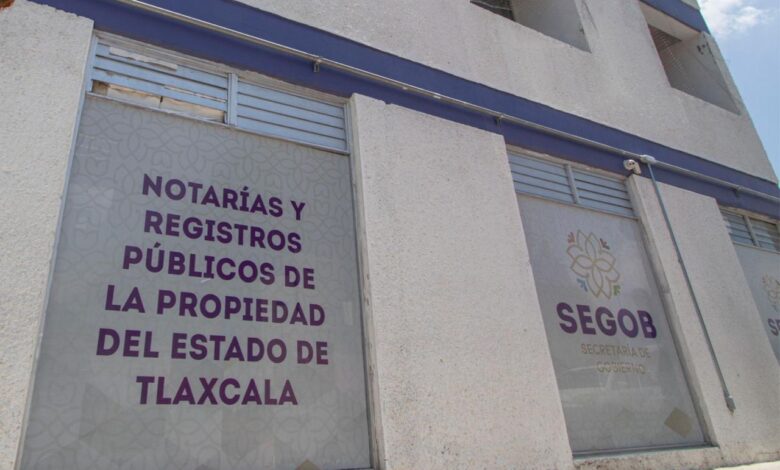 NOTARÍAS Y
REGISTROS
PÚBLICOS DE
LA PROPIEDAD
DEL ESTADO DE
TLAXCALA
SEGOB
SECRETARÍA DE
GOBIERNO